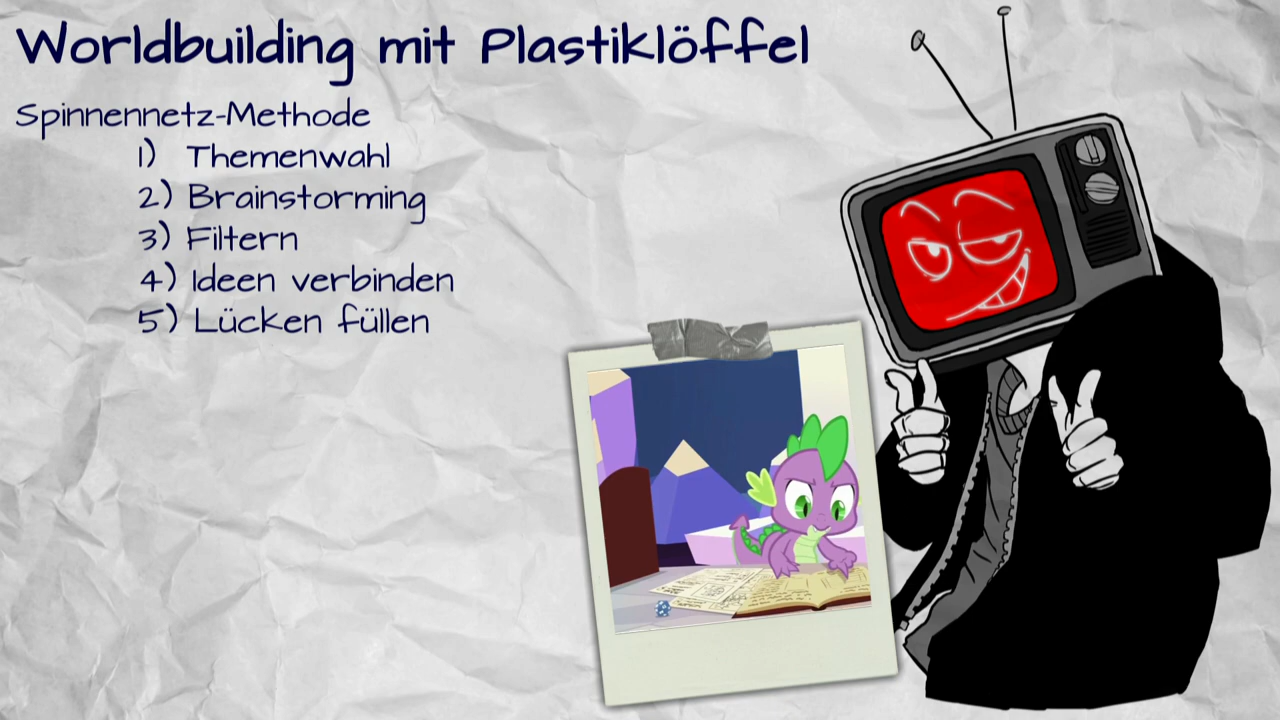 Worldbuilding mit Plastiklöffel
Spinnennetz-Methode
1) Themenwahl
2) Brainstorming
3) Filtern
4) Ideen verbinden
5) Lücken füllen